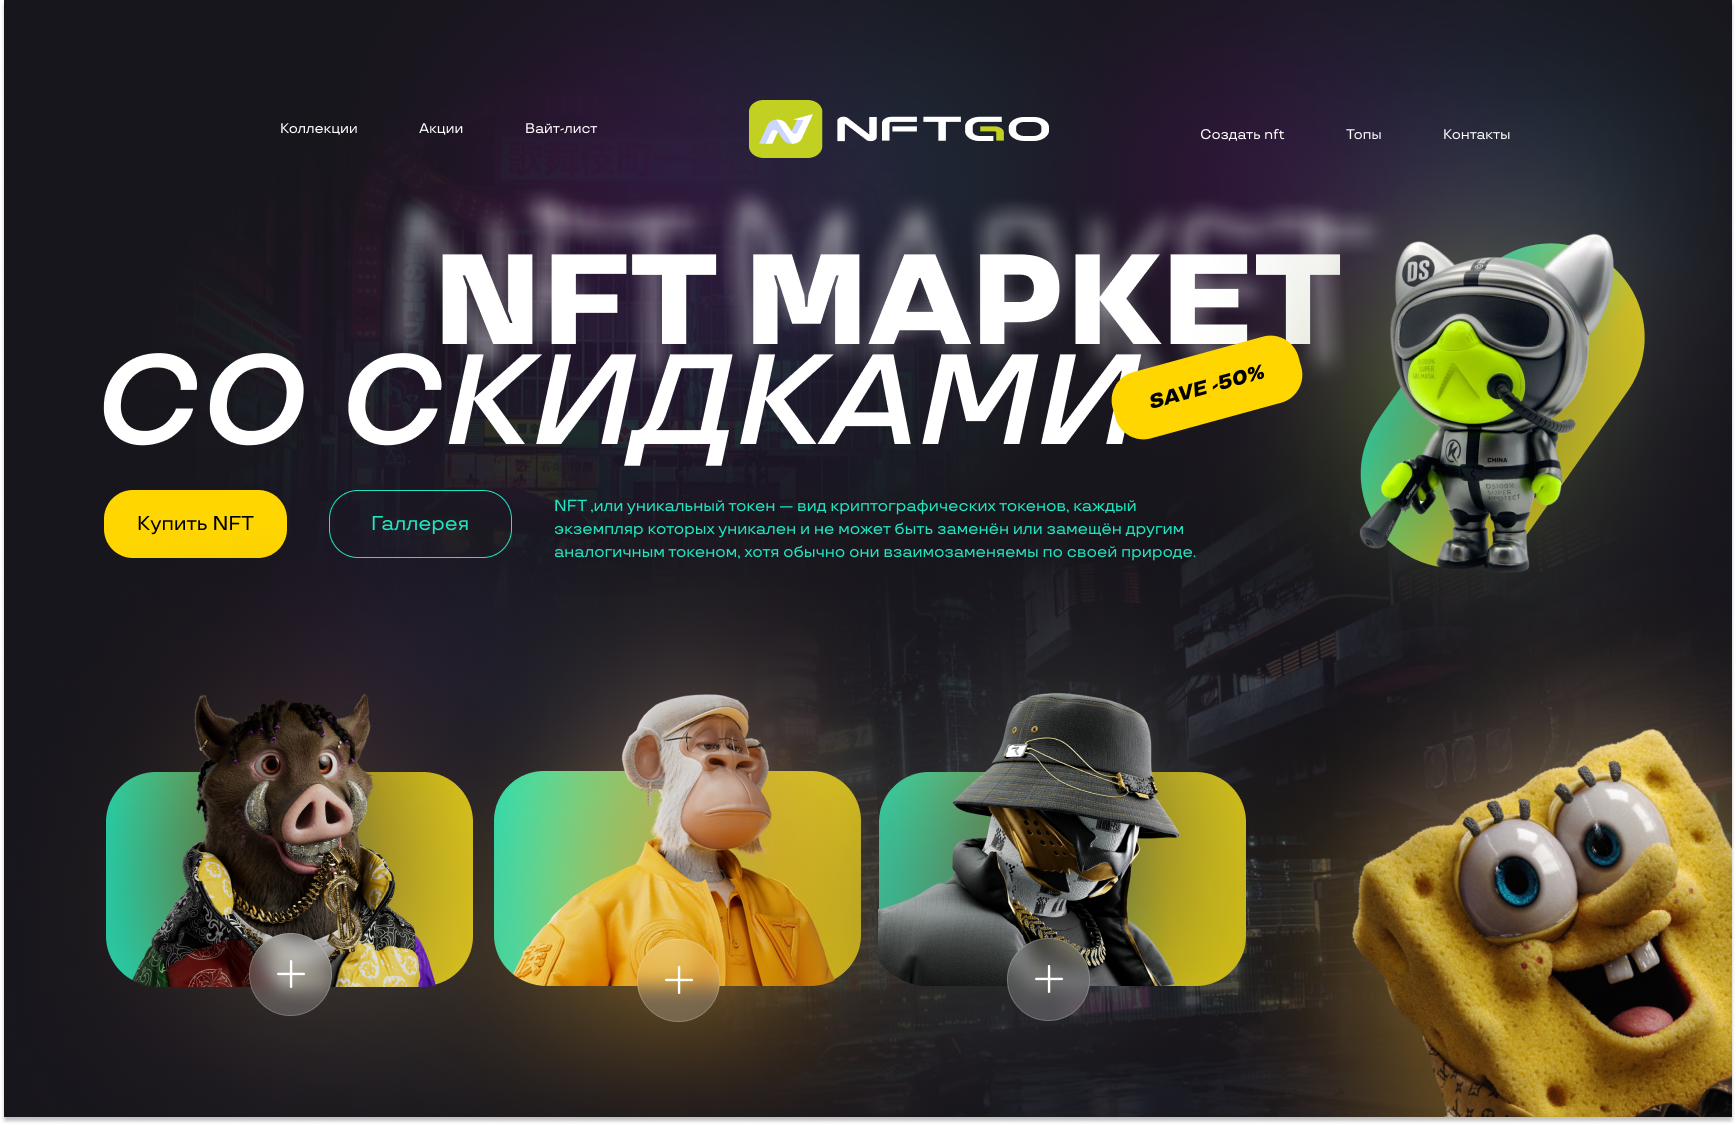 Коллекции
Акции
Вайт-лист
NFTGO
Создать nft
Топы
Контакты
NFT МАРКЕТ
СО СКИДКАМИ
SAVE -50%
Купить NFT
Галлерея
NFT ,или уникальный токен — вид криптографических токенов, каждый
экземпляр которых уникален и не может быть заменён или замещён другим
аналогичным токеном, хотя обычно они взаимозаменяемы по своей природе.
DS
CHINA